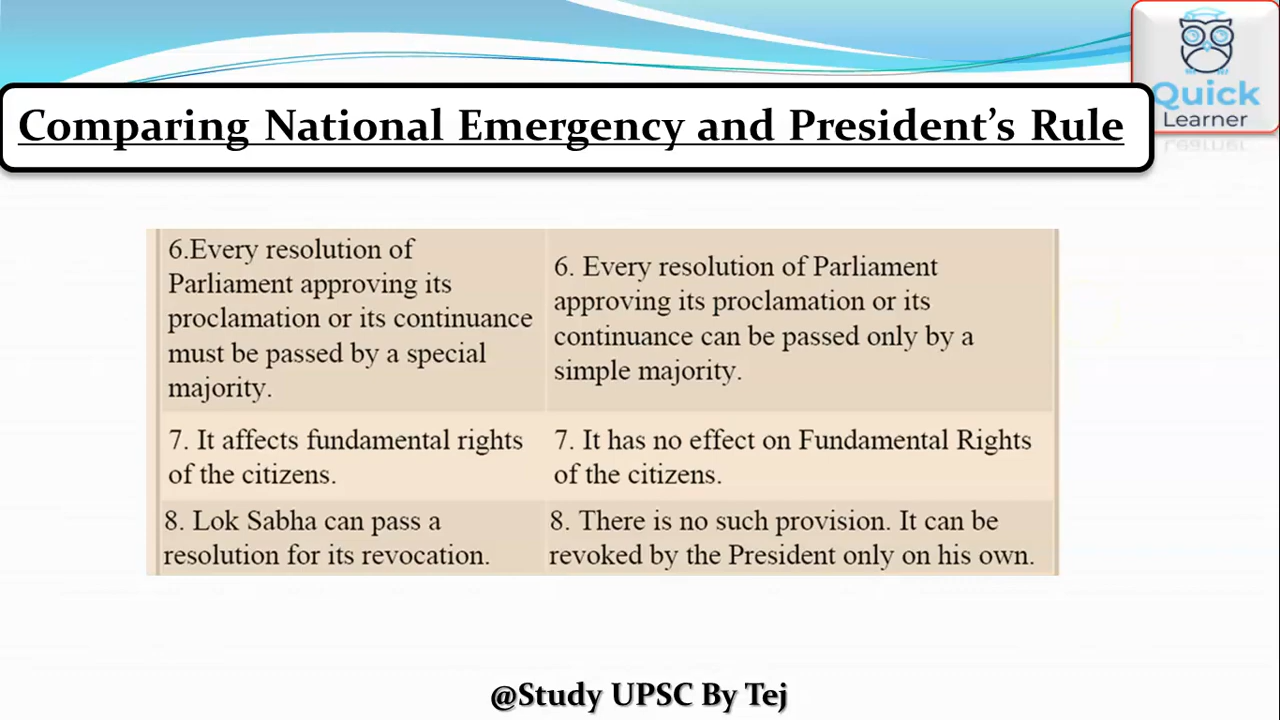 Quick
Learner
Comparing National Emergency and President’s Rule
6.Every resolution of
Parliament approving its
proclamation or its continuance
must be passed by a special
majority.
6. Every resolution of Parliament
approving its proclamation or its
continuance can be passed only by a
simple majority.
7. It affects fundamental rights
of the citizens.
7. It has no effect on Fundamental Rights
of the citizens.
8. Lok Sabha can pass a
resolution for its revocation.
8. There is no such provision. It can be
revoked by the President only on his own.
@Study UPSC By Tej